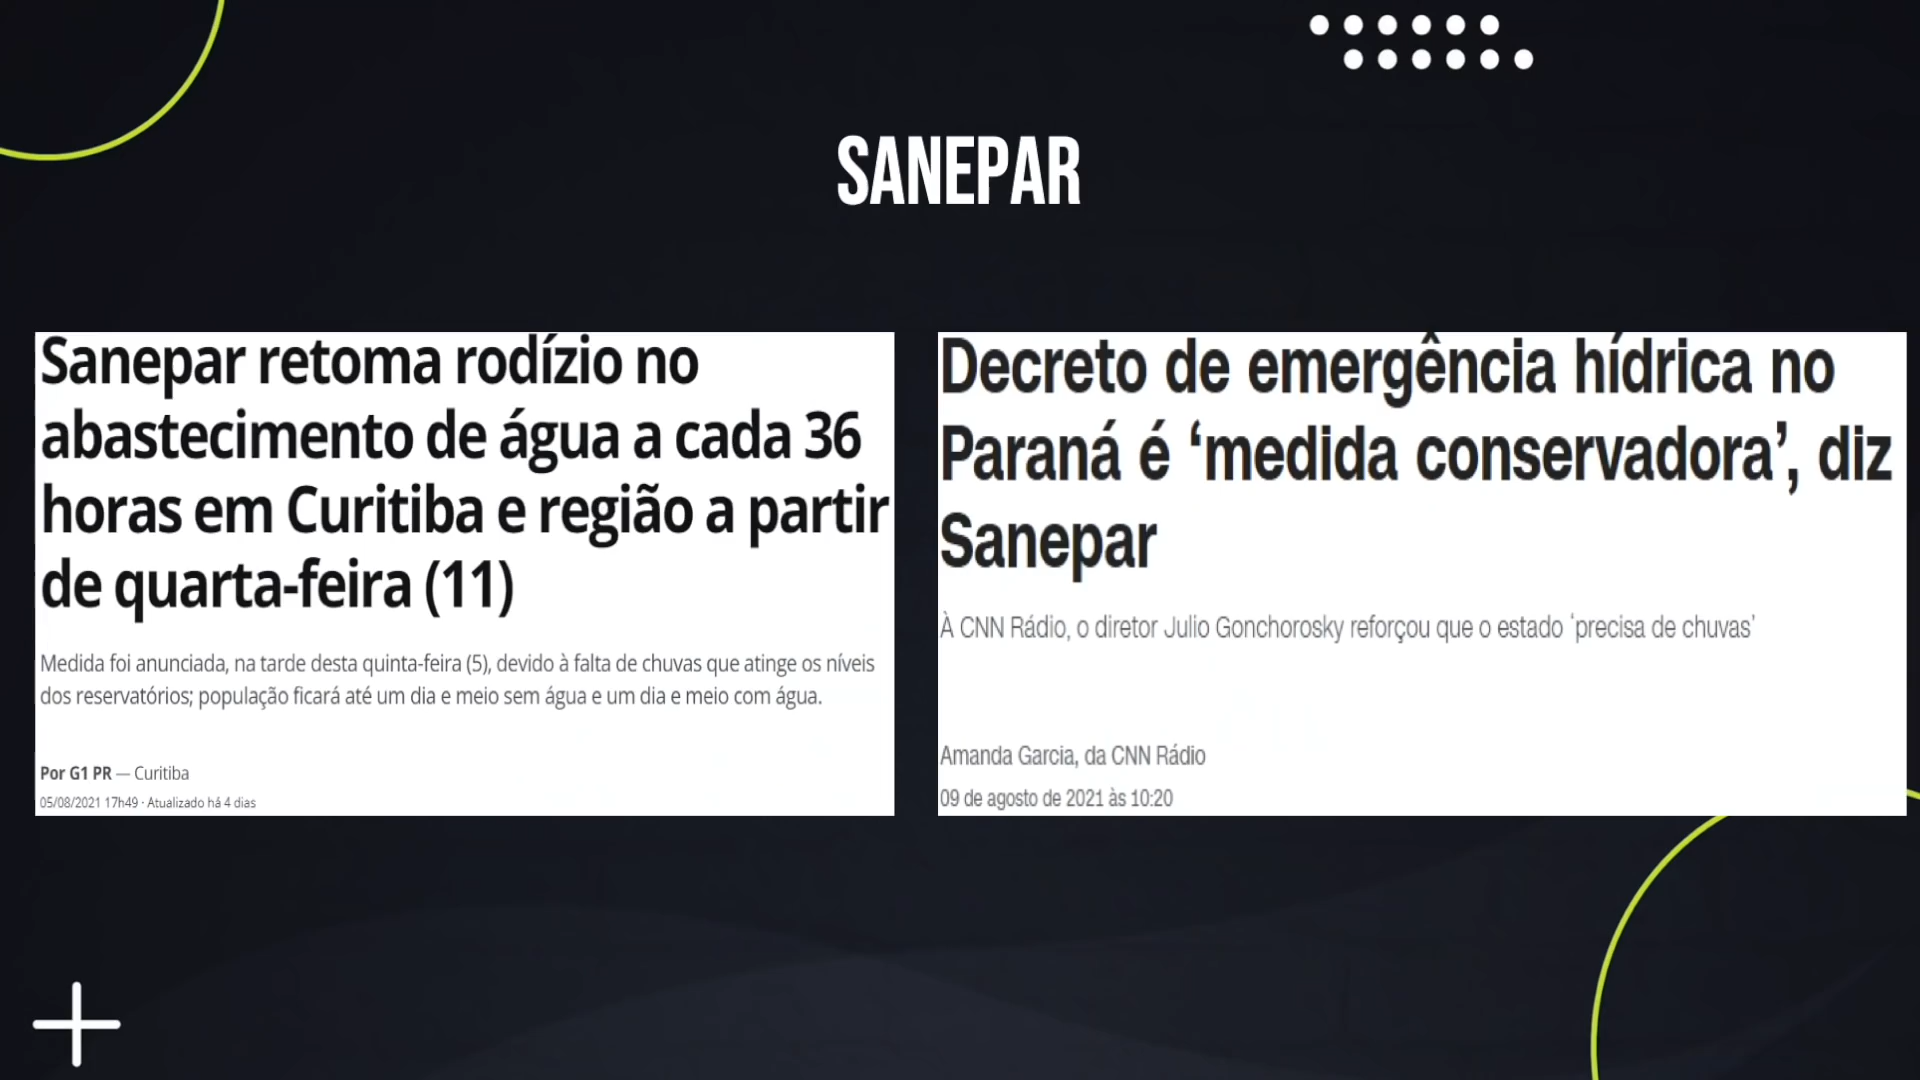 SANEPAR
Sanepar retoma rodízio no
abastecimento de água a cada 36
horas em Curitiba e região a partir
de quarta-feira (11)
Medida foi anunciada, na tarde desta quinta-feira (5), devido à falta de chuvas que atinge os níveis
dos reservatórios; população ficará até um dia e meio sem água e um dia e meio com água.
Por G1 PR — Curitiba
05/08/2021 17h49 · Atualizado há 4 dias
Decreto de emergência hídrica no
Paraná é ‘medida conservadora’, diz
Sanepar
À CNN Rádio, o diretor Julio Gonchorosky reforçou que o estado ‘precisa de chuvas’
Amanda Garcia, da CNN Rádio
09 de agosto de 2021 às 10:20